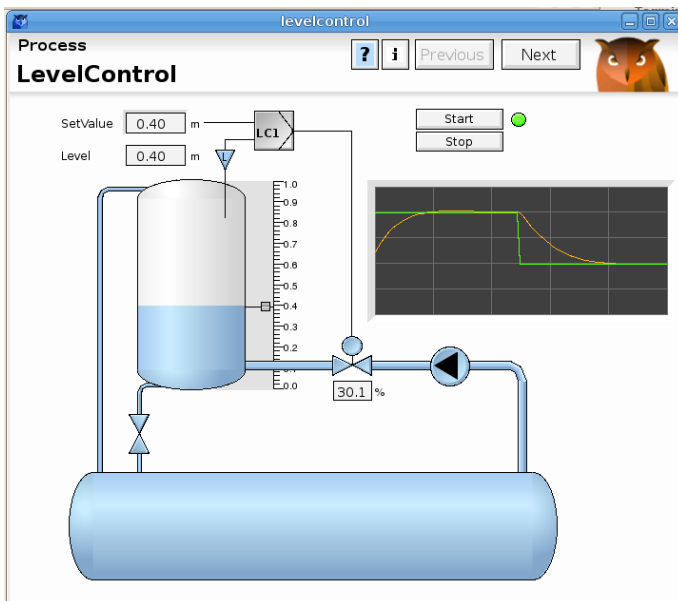 levelcontrol
Process
LevelControl
? i Previous Next
SetValue 0.40 m
LC1
Level 0.40 m
L
Start
Stop
1.0
0.9
0.8
0.7
0.6
0.5
0.4
0.3
0.2
0.0
30.1 %